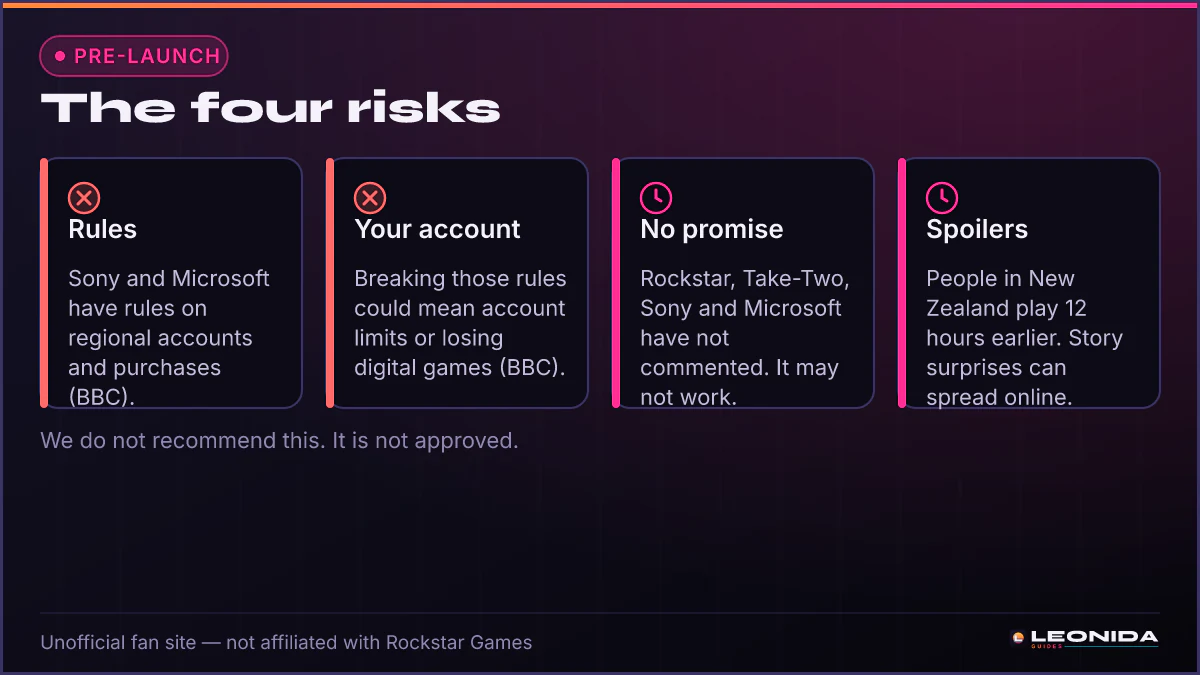 PRE-LAUNCH
The four risks
Rules
Sony and Microsoft
have rules on
regional accounts
and purchases
(BBC).
Your account
Breaking those rules
could mean account
limits or losing
digital games (BBC).
No promise
Rockstar, Take-Two,
Sony and Microsoft
have not
commented. It may
not work.
Spoilers
People in New
Zealand play 12
hours earlier. Story
surprises can
spread online.
We do not recommend this. It is not approved.
Unofficial fan site — not affiliated with Rockstar Games
LEONIDA
GUIDES